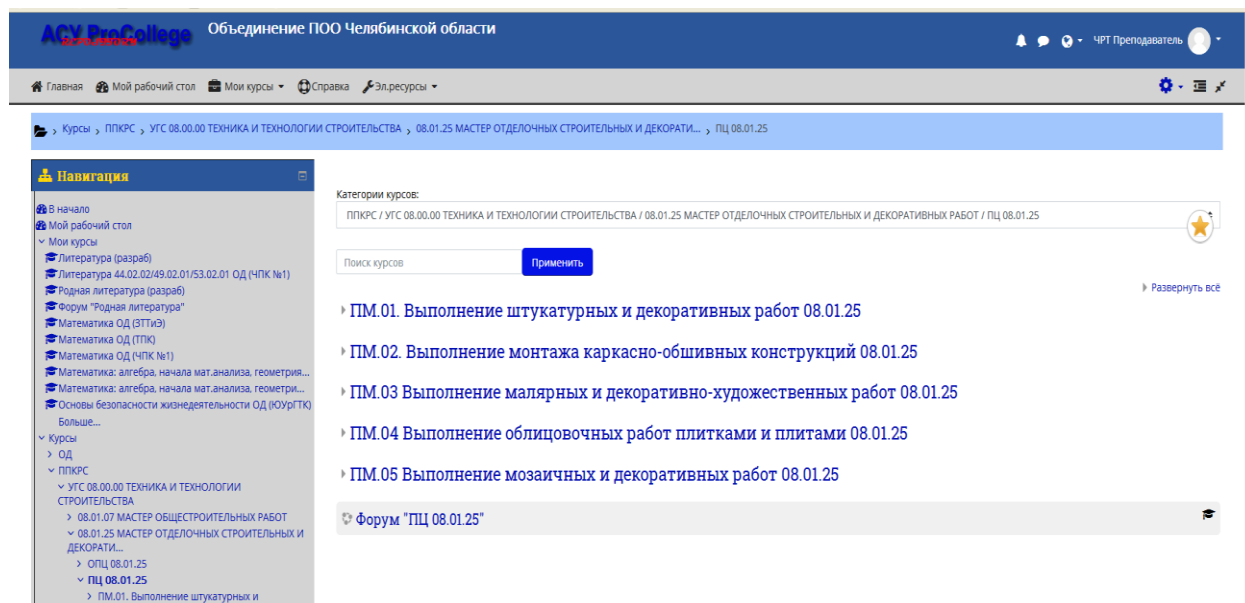 АСУ ProCollege
Объединение ПОО Челябинской области
ЧРТ Преподаватель
Главная Мой рабочий стол Мои курсы Справка Эл.ресурсы
Курсы ППКРС УГС 08.00.00 ТЕХНИКА И ТЕХНОЛОГИИ СТРОИТЕЛЬСТВА 08.01.25 МАСТЕР ОТДЕЛОЧНЫХ СТРОИТЕЛЬНЫХ И ДЕКОРАТИ... ПЦ 08.01.25
Навигация
В начало
Мой рабочий стол
Мои курсы
Литература (разраб)
Литература 44.02.02/49.02.01/53.02.01 ОД (ЧПК №1)
Родная литература (разраб)
Форум "Родная литература"
Математика ОД (ЗТТиЭ)
Математика ОД (ТПК)
Математика ОД (ЧПК №1)
Математика: алгебра, начала мат.анализа, геометрия...
Математика: алгебра, начала мат.анализа, геометри...
Основы безопасности жизнедеятельности ОД (ЮУрГТК)
Больше...
Курсы
ОД
ППКРС
УГС 08.00.00 ТЕХНИКА И ТЕХНОЛОГИИ
СТРОИТЕЛЬСТВА
08.01.07 МАСТЕР ОБЩЕСТРОИТЕЛЬНЫХ РАБОТ
08.01.25 МАСТЕР ОТДЕЛОЧНЫХ СТРОИТЕЛЬНЫХ И
ДЕКОРАТИ...
ОПЦ 08.01.25
ПЦ 08.01.25
ПМ.01. Выполнение штукатурных и
Категории курсов:
ППКРС / УГС 08.00.00 ТЕХНИКА И ТЕХНОЛОГИИ СТРОИТЕЛЬСТВА / 08.01.25 МАСТЕР ОТДЕЛОЧНЫХ СТРОИТЕЛЬНЫХ И ДЕКОРАТИВНЫХ РАБОТ / ПЦ 08.01.25
Поиск курсов Применить
Развернуть всё
ПМ.01. Выполнение штукатурных и декоративных работ 08.01.25
ПМ.02. Выполнение монтажа каркасно-обшивных конструкций 08.01.25
ПМ.03 Выполнение малярных и декоративно-художественных работ 08.01.25
ПМ.04 Выполнение облицовочных работ плитками и плитами 08.01.25
ПМ.05 Выполнение мозаичных и декоративных работ 08.01.25
Форум "ПЦ 08.01.25"